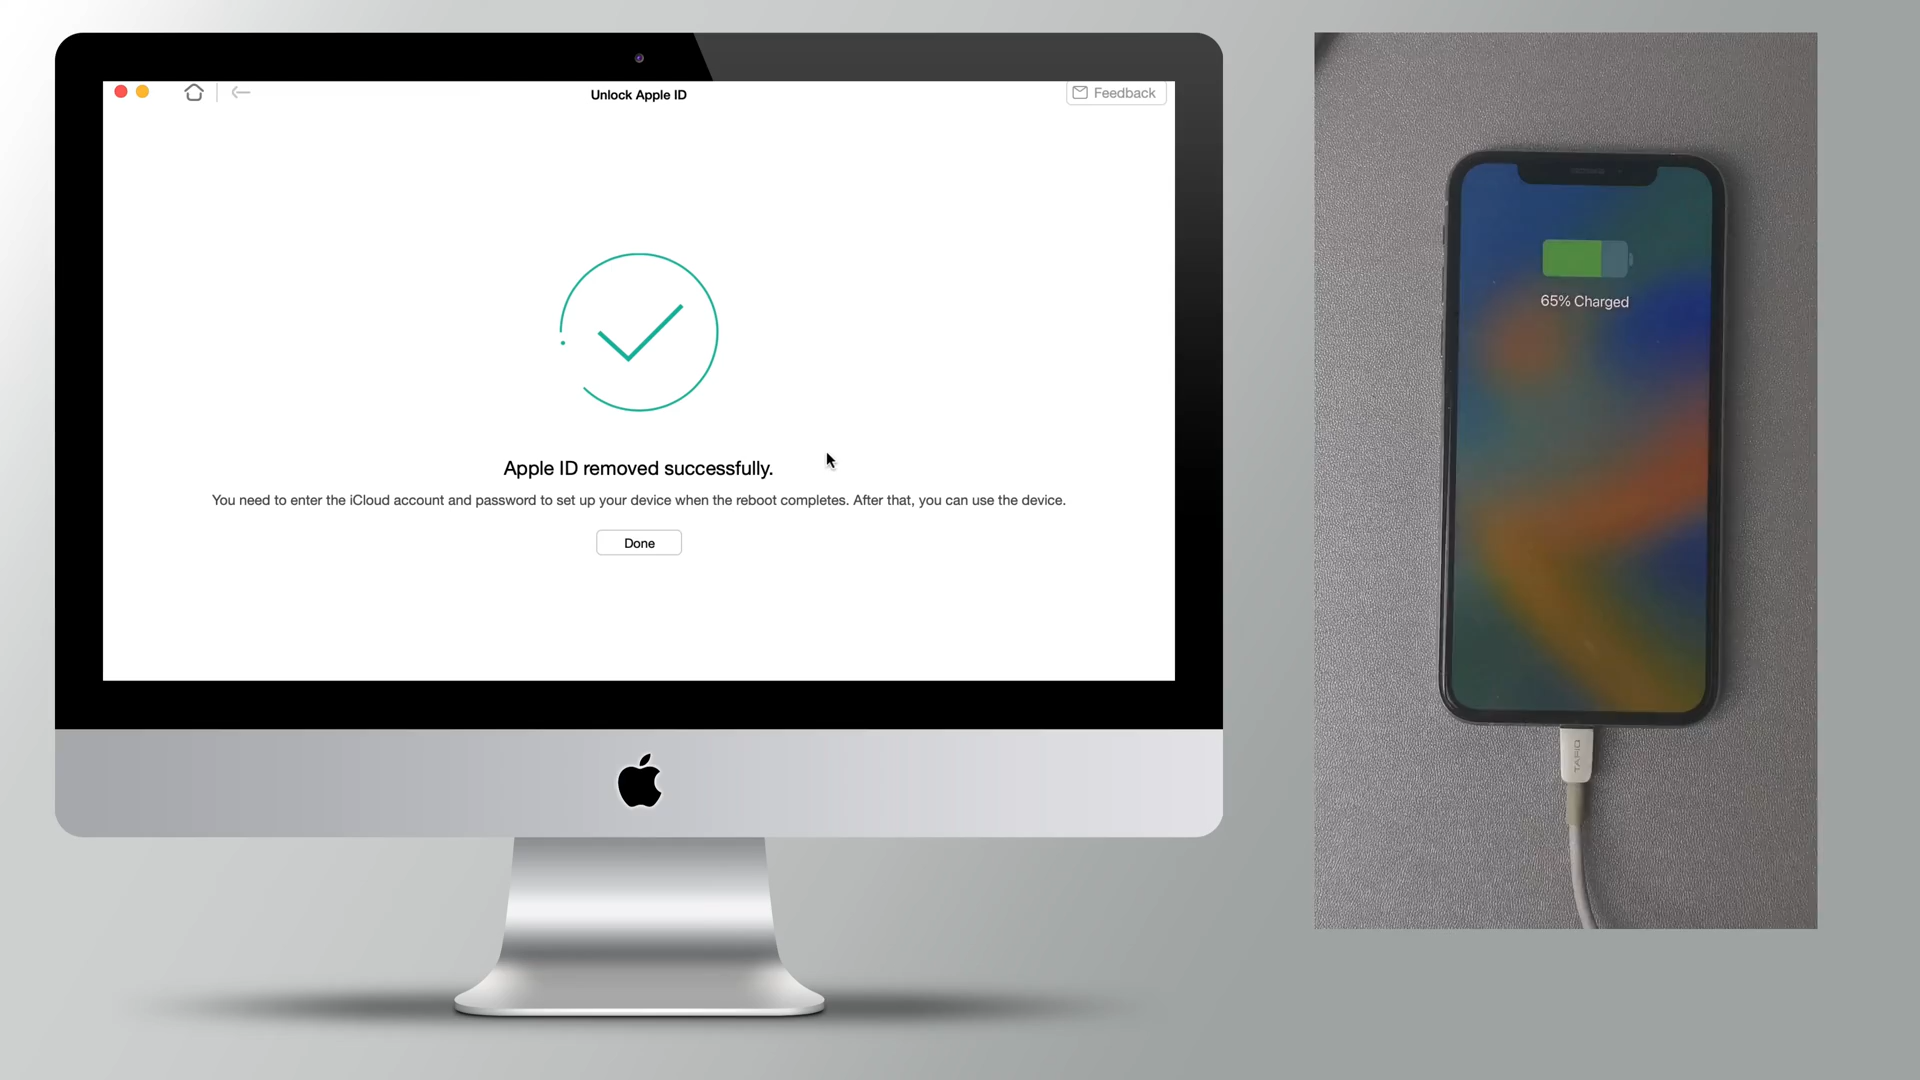 Unlock Apple ID
Feedback
Apple ID removed successfully.
You need to enter the iCloud account and password to set up your device when the reboot completes. After that, you can use the device.
Done
65% Charged
TAFIQ